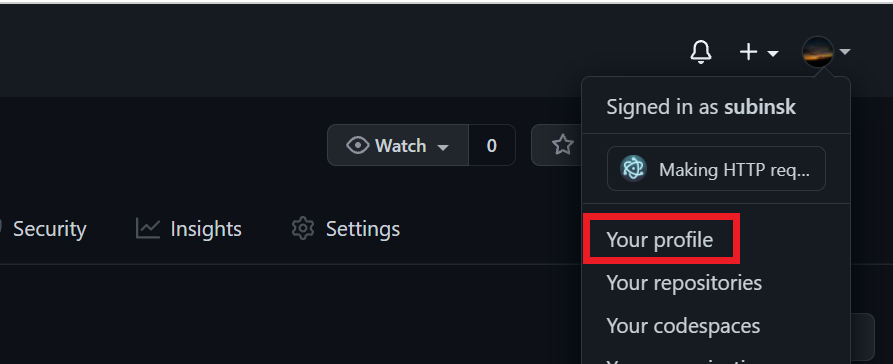 Signed in as subinsk
Watch 0
Making HTTP req...
Security Insights Settings
Your profile
Your repositories
Your codespaces